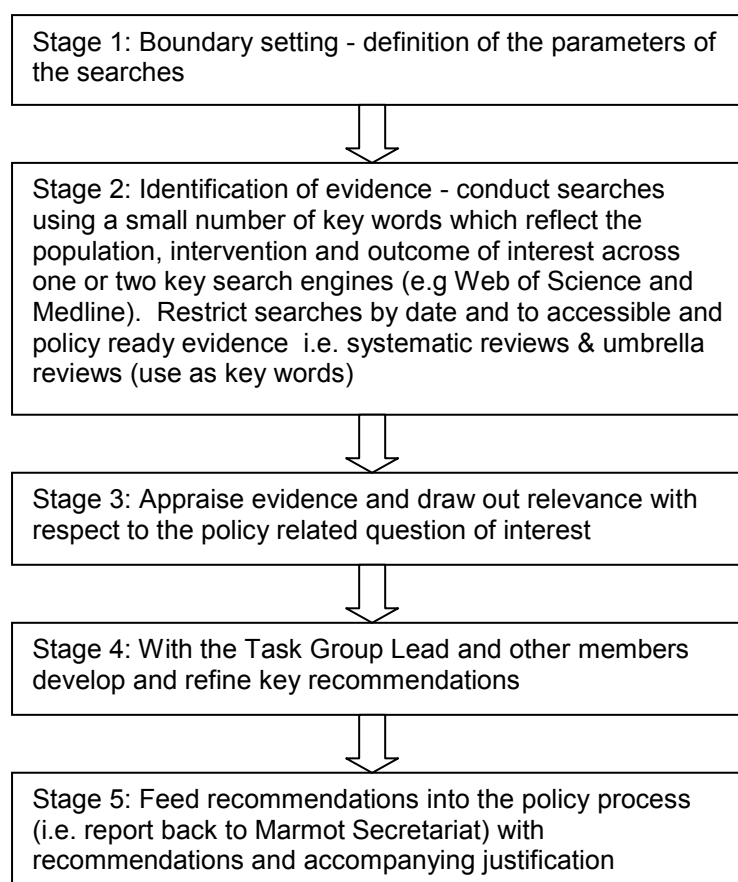 Stage 1: Boundary setting - definition of the parameters of
the searches
Stage 2: Identification of evidence - conduct searches
using a small number of key words which reflect the
population, intervention and outcome of interest across
one or two key search engines (e.g Web of Science and
Medline).  Restrict searches by date and to accessible and
policy ready evidence  i.e. systematic reviews & umbrella
reviews (use as key words)
Stage 3: Appraise evidence and draw out relevance with
respect to the policy related question of interest
Stage 4: With the Task Group Lead and other members
develop and refine key recommendations
Stage 5: Feed recommendations into the policy process
(i.e. report back to Marmot Secretariat) with
recommendations and accompanying justification